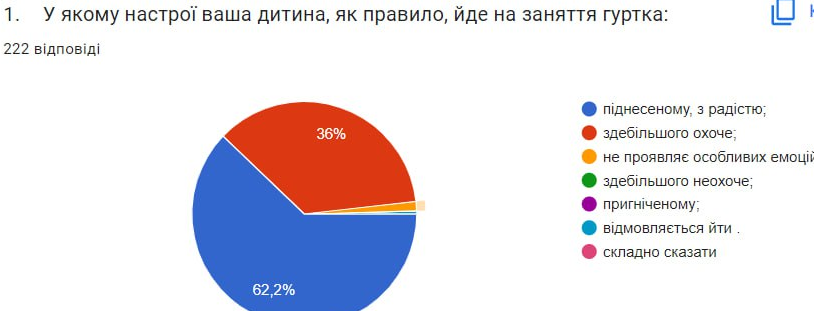 1. У якому настрої ваша дитина, як правило, йде на заняття гуртка:
222 відповіді
36%
62,2%
піднесеному, з радістю;
здебільшого охоче;
не проявляє особливих емоцій
здебільшого неохоче;
пригніченому;
відмовляється йти .
складно сказати